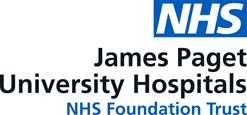 NHS
James Paget
University Hospitals
NHS Foundation Trust